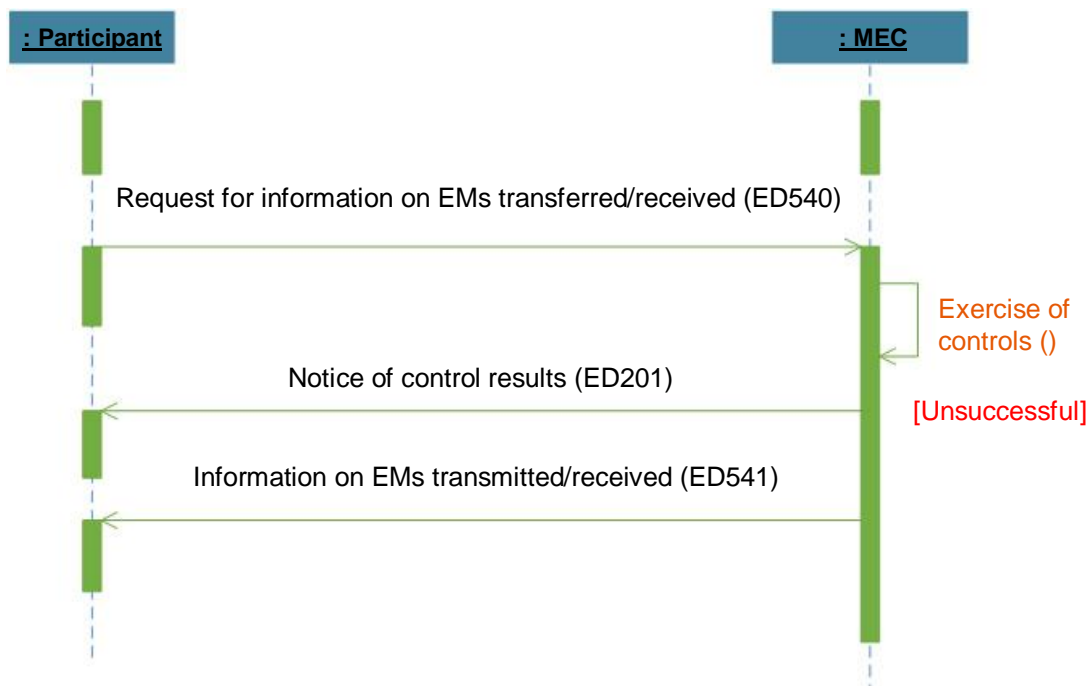 : Participant
: MEC
Request for information on EMs transferred/received (ED540)
Exercise of
controls ()
Notice of control results (ED201)
[Unsuccessful]
Information on EMs transmitted/received (ED541)